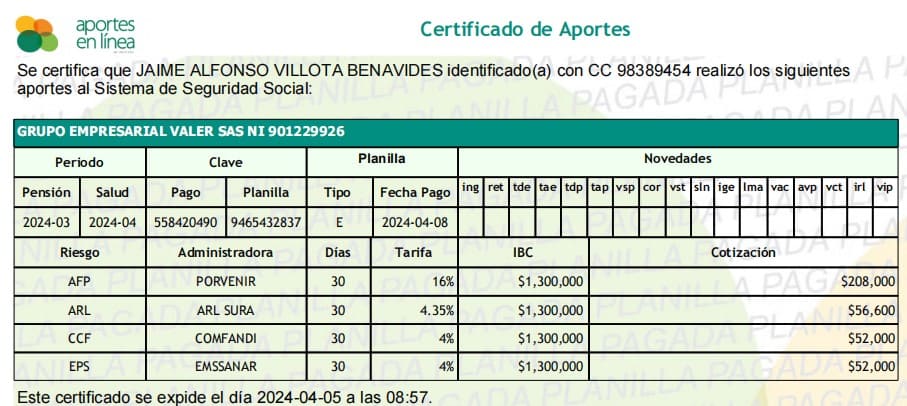 aportes
en línea
Certificado de Aportes
Se certifica que JAIME ALFONSO VILLOTA BENAVIDES identificado(a) con CC 98389454 realizó los siguientes
aportes al Sistema de Seguridad Social:
GRUPO EMPRESARIAL VALER SAS NI 901229926
Periodo Clave Planilla Novedades
Pensión Salud Pago Planilla Tipo Fecha Pago ing ret tde tae tdp tap vsp cor vst sln ige lma vac avp vct irl vip
2024-03 2024-04 558420490 9465432837 E 2024-04-08
Riesgo Administradora Dias Tarifa IBC Cotización
AFP PORVENIR 30 16% $1,300,000 $208,000
ARL ARL SURA 30 4.35% $1,300,000 $56,600
CCF COMFANDI 30 4% $1,300,000 $52,000
EPS EMSSANAR 30 4% $1,300,000 $52,000
Este certificado se expide el día 2024-04-05 a las 08:57.
PLANILLA PAGADA